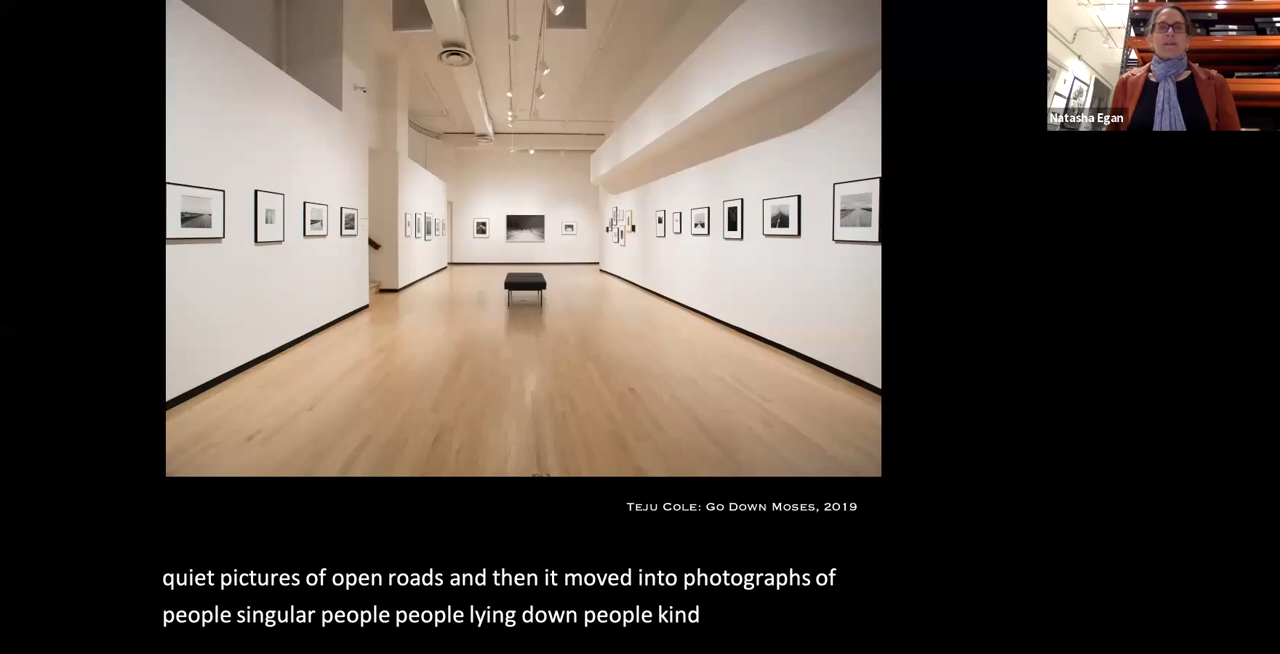 Natasha Egan
Teju Cole: Go Down Moses, 2019
quiet pictures of open roads and then it moved into photographs of
people singular people people lying down people kind